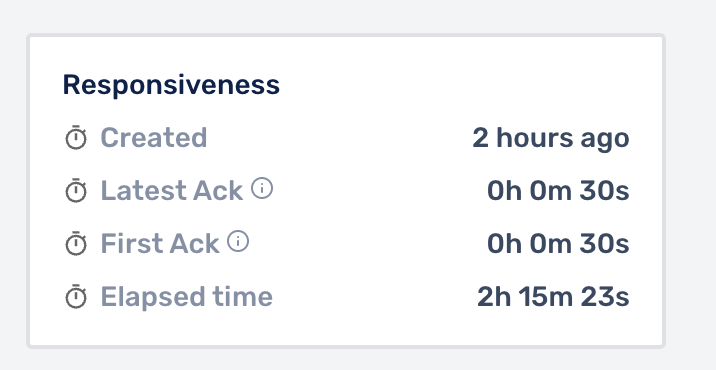 Responsiveness
Created 2 hours ago
Latest Ack 0h 0m 30s
First Ack 0h 0m 30s
Elapsed time 2h 15m 23s